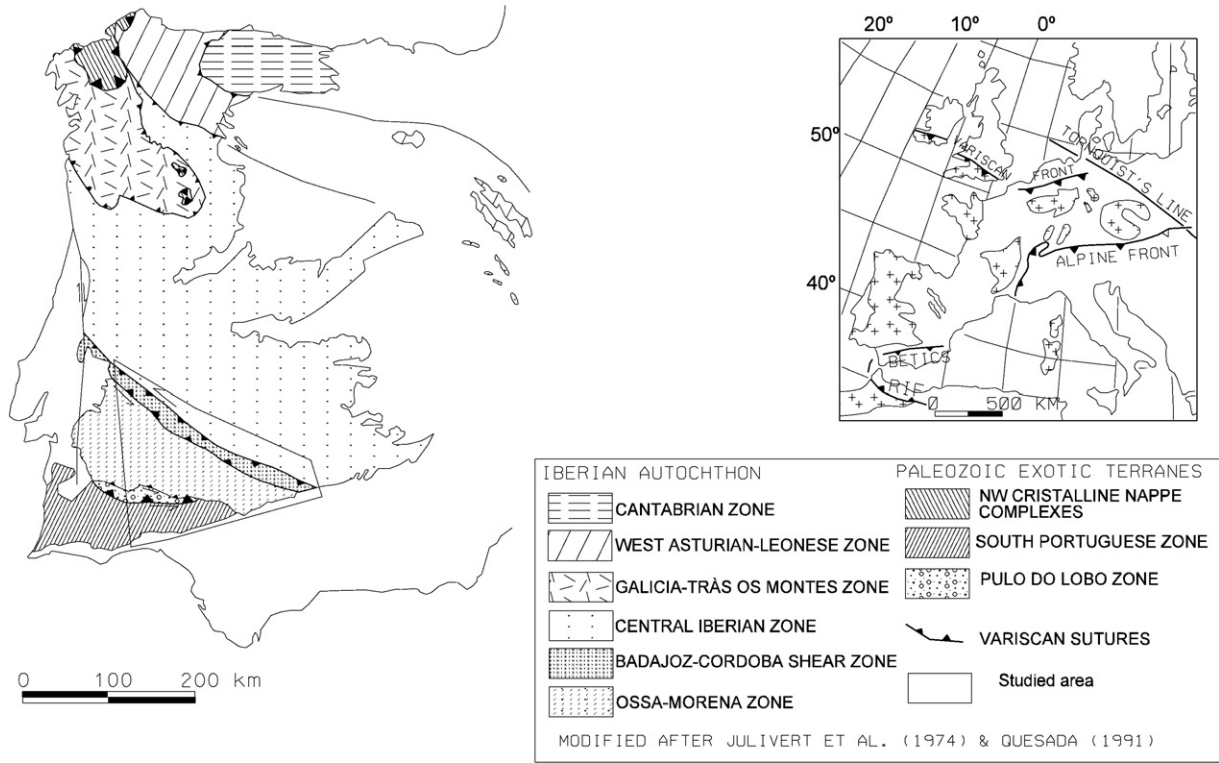 20º 10º 0º
50º
40º
VARISCAN
FRONT
TORNQUIST'S LINE
ALPINE FRONT
BETICS
RIF
0 500 KM
0 100 200 km
IBERIAN AUTOCHTHON
CANTABRIAN ZONE
WEST ASTURIAN-LEONESE ZONE
GALICIA-TRÀS OS MONTES ZONE
CENTRAL IBERIAN ZONE
BADAJOZ-CORDOBA SHEAR ZONE
OSSA-MORENA ZONE
PALEOZOIC EXOTIC TERRANES
NW CRISTALLINE NAPPE
COMPLEXES
SOUTH PORTUGUESE ZONE
PULO DO LOBO ZONE
VARISCAN SUTURES
Studied area
MODIFIED AFTER JULIVERT ET AL. (1974) & QUESADA (1991)